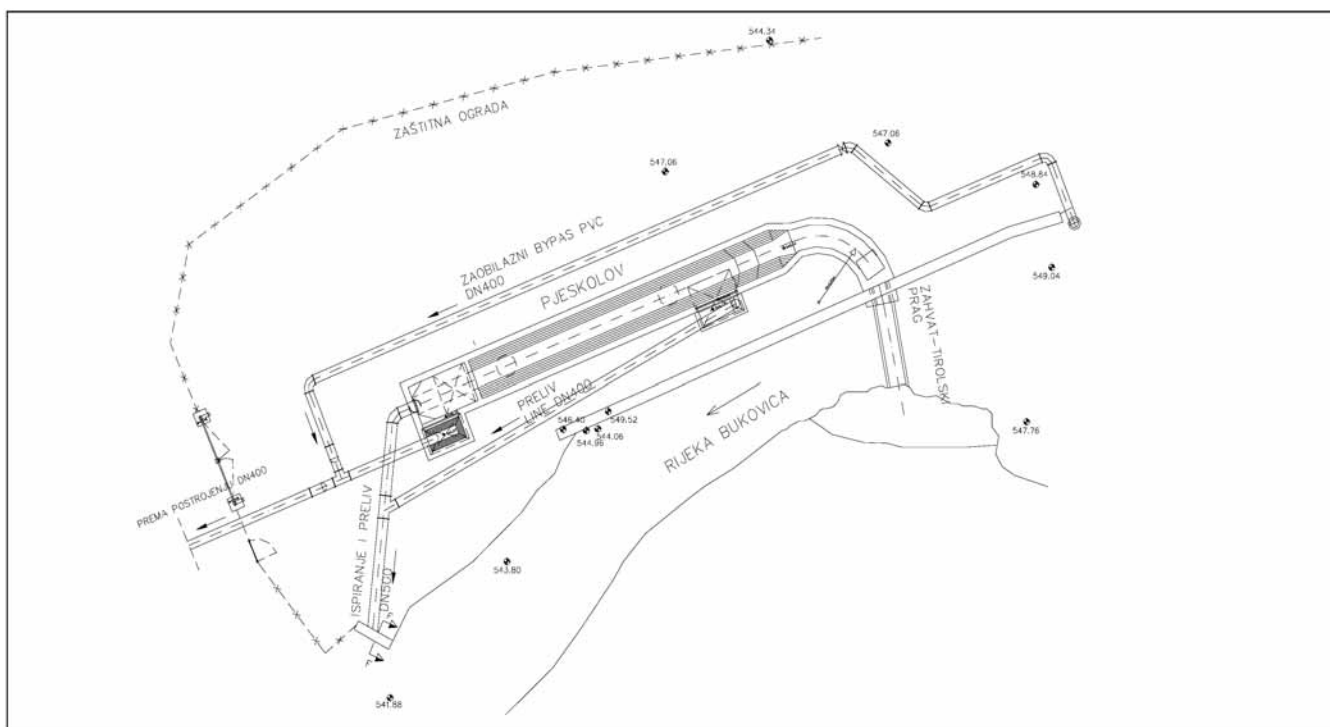 544.34
ZAŠTITNA OGRADA
547.06
547.06
548.84
ZAOBILAZNI BYPAS PVC
DN400
PJESKOLOV
549.04
ZAHVAT-TIROLSKI
PRAG
PRELIV
LINE DN400
546.40
549.52
544.96
544.06
RIJEKA BUKOVICA
547.76
PREMA POSTROJENJU DN400
ISPIRANJE I PRELIV
DN500
543.80
F
541.88